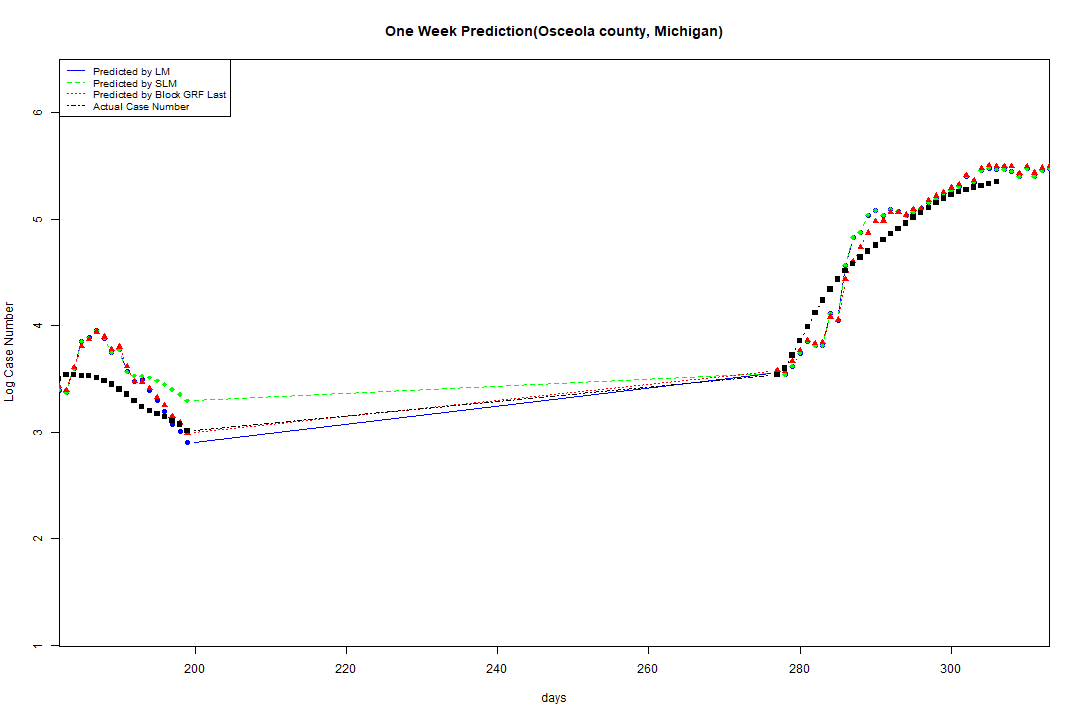 One Week Prediction(Osceola county, Michigan)
Predicted by LM
Predicted by SLM
Predicted by Block GRF Last
Actual Case Number
6
5
4
3
2
1
Log Case Number
200 220 240 260 280 300
days